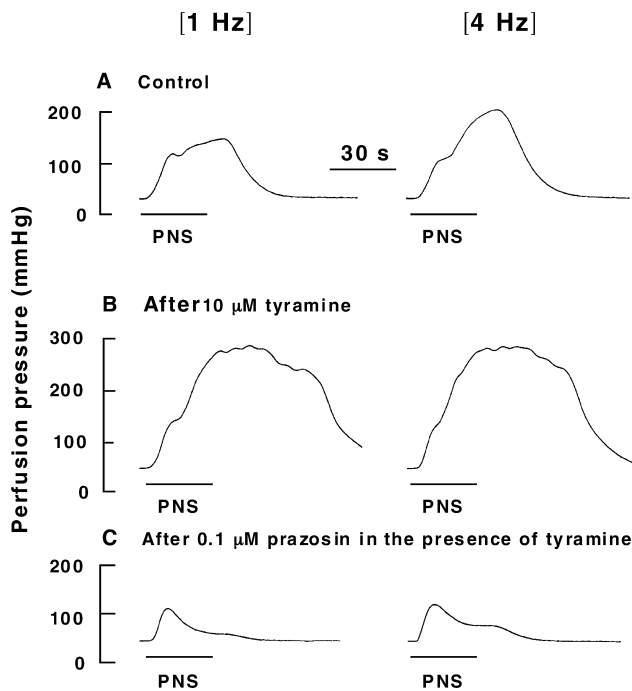 [1 Hz] [4 Hz]
A Control
200
100
0
30 s
PNS PNS
Perfusion pressure (mmHg)
B After 10 µM tyramine
300
200
100
0
PNS PNS
C After 0.1 µM prazosin in the presence of tyramine
200
100
0
PNS PNS